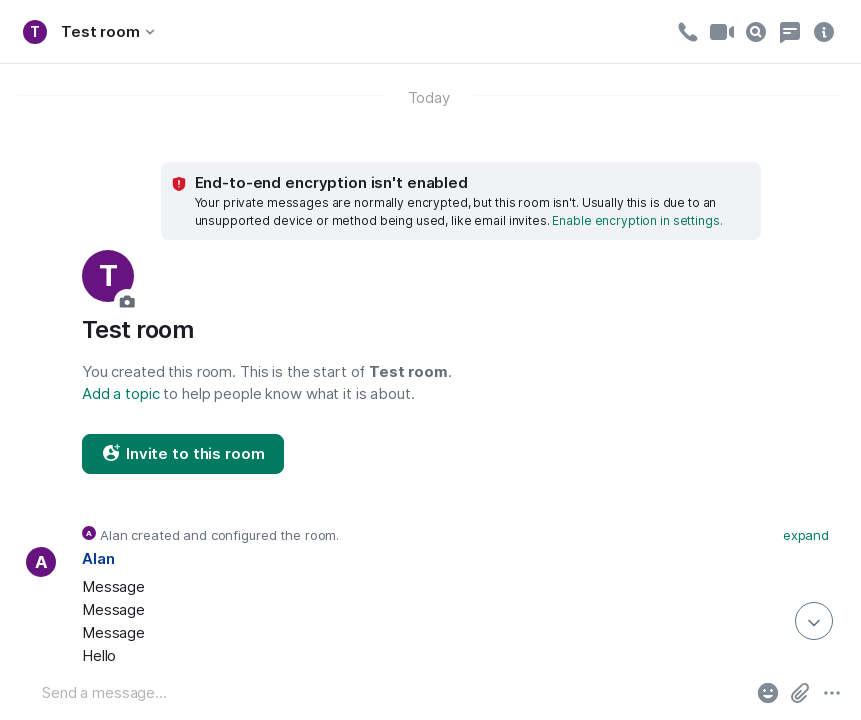 T Test room
Today
End-to-end encryption isn't enabled
Your private messages are normally encrypted, but this room isn't. Usually this is due to an
unsupported device or method being used, like email invites. Enable encryption in settings.
T
Test room
You created this room. This is the start of Test room.
Add a topic to help people know what it is about.
Invite to this room
A Alan created and configured the room. expand
A Alan
Message
Message
Message
Hello
Send a message…